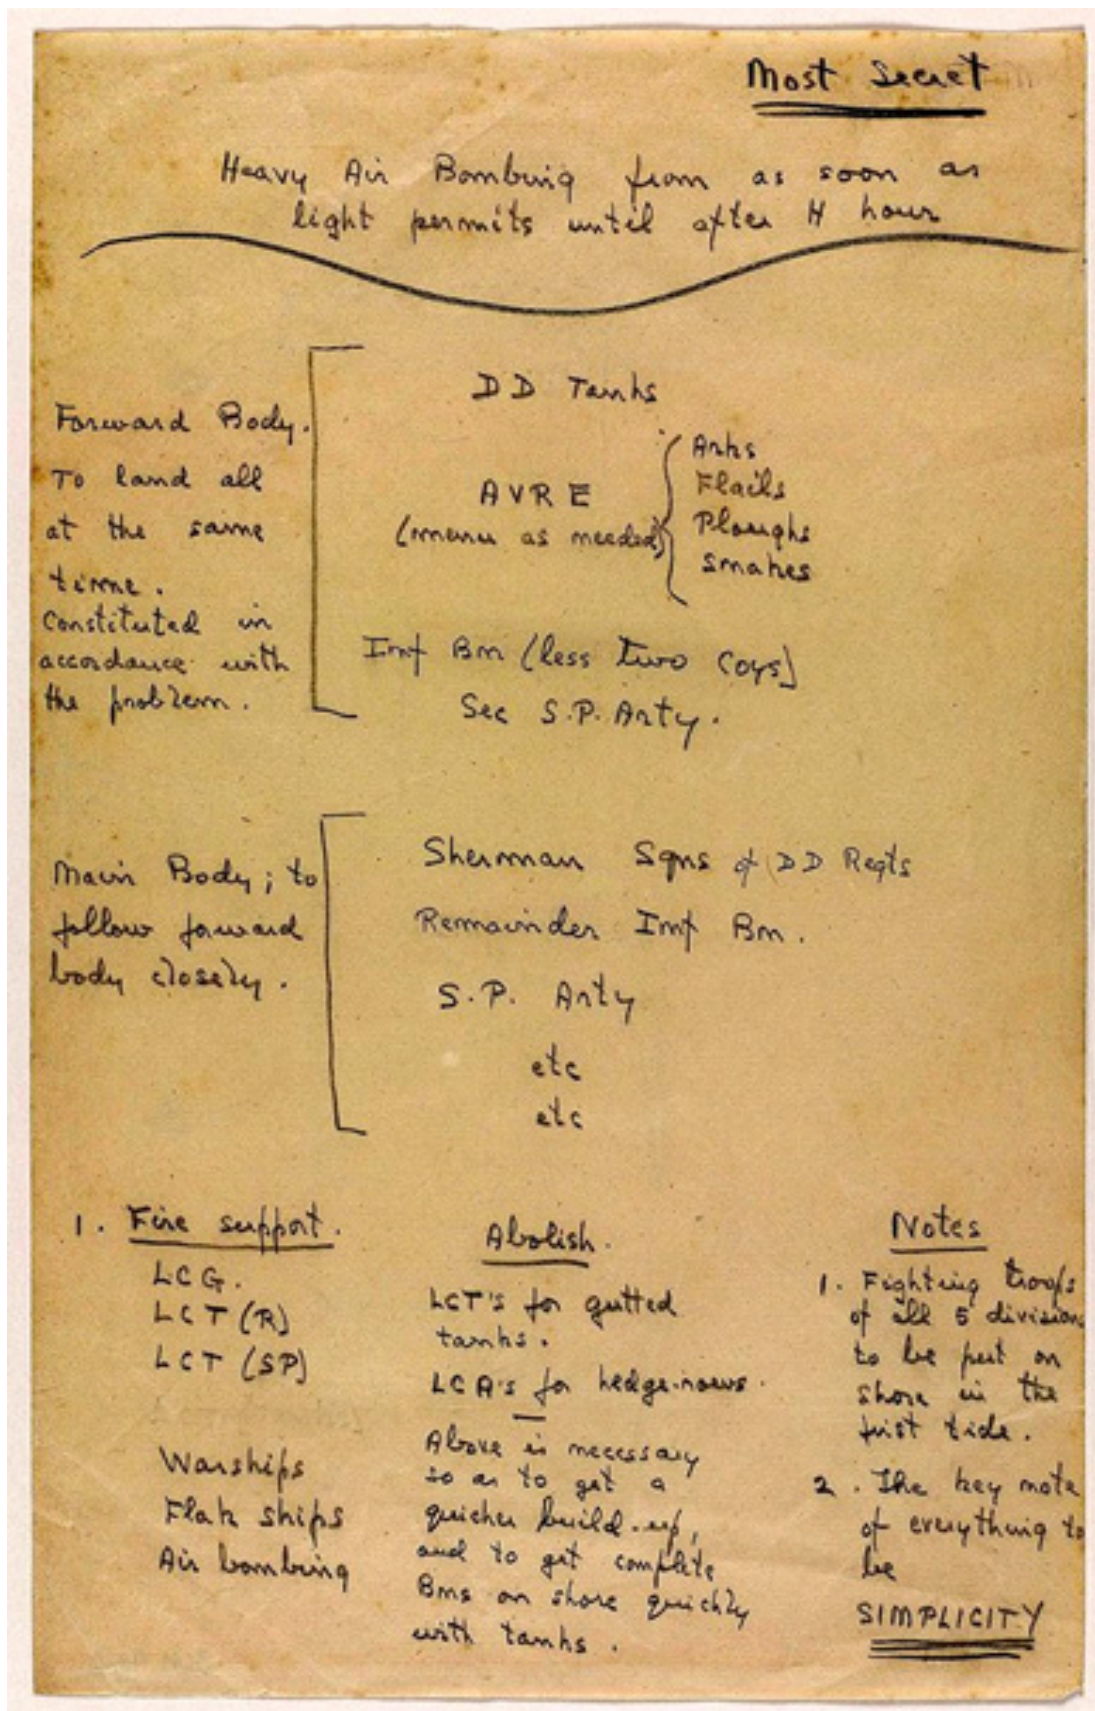 Most Secret
Heavy Air Bombing from as soon as
light permits until after H hour
Forward Body.
To land all
at the same
time.
Constituted in
accordance with
the problem.
DD Tanks
AVRE
(menu as needed)
Arks
Flails
Ploughs
Snakes
Inf Bn (less two coys)
S.P. Arty.
Main Body; to
follow forward
body closely.
Sherman Sqns of DD Regts
Remainder Inf Bn.
S.P. Arty
etc
etc
1. Fire support.
LCG.
LCT (R)
LCT (SP)
Warships
Flak ships
Air bombing
Abolish.
LCT's for gutted
tanks.
LCA's for hedge-rows.
Above is necessary
so as to get a
quicker build-up,
and to get complete
Bns on shore quickly
with tanks.
Notes
1. Fighting troops
of all 5 divisions
to be put on
shore in the
first tide.
2. The key note
of everything to
be
SIMPLICITY